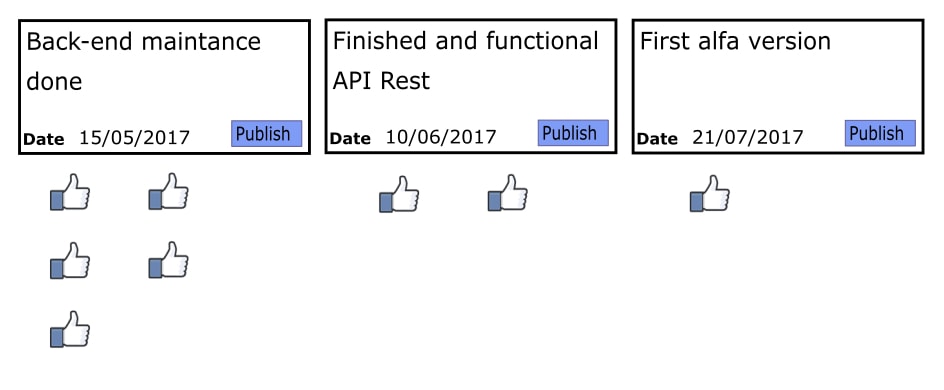 Back-end maintance
done
Date 15/05/2017 Publish
Finished and functional
API Rest
Date 10/06/2017 Publish
First alfa version
Date 21/07/2017 Publish